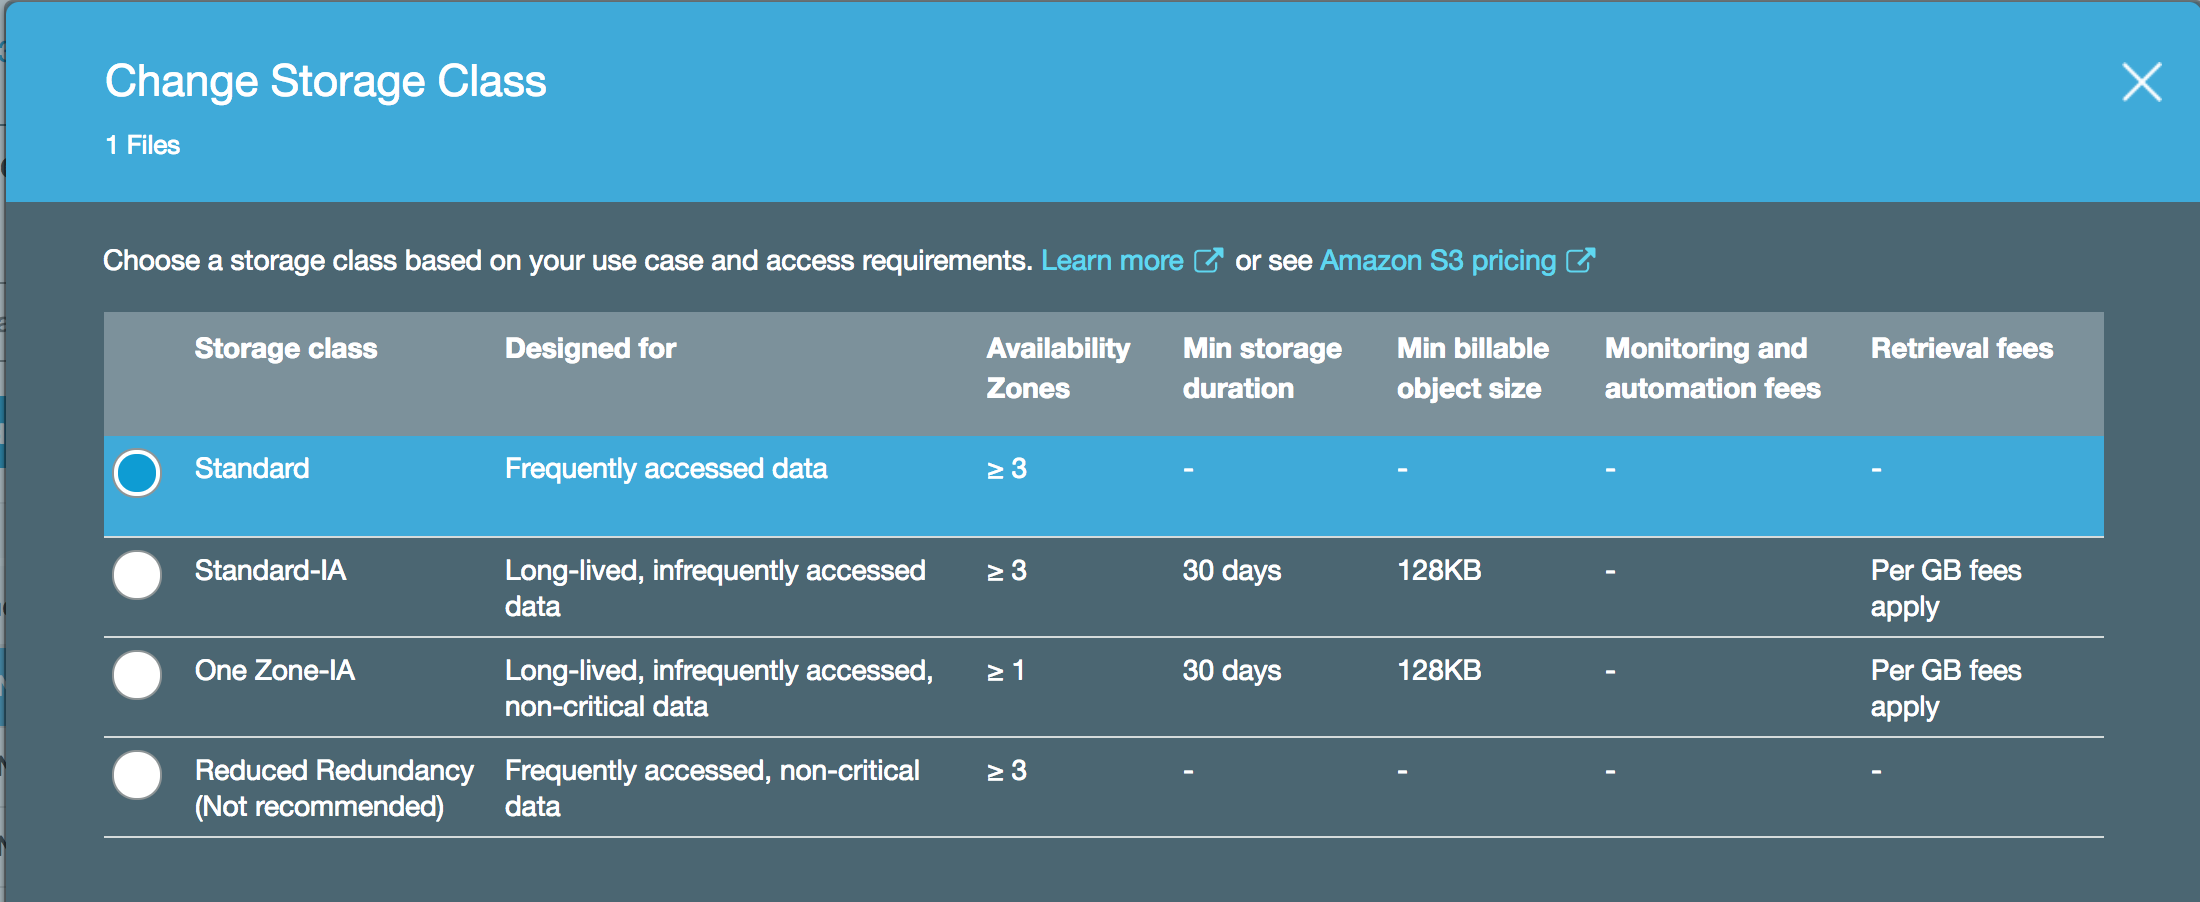 Change Storage Class
1 Files
Choose a storage class based on your use case and access requirements. Learn more or see Amazon S3 pricing
Storage class Designed for Availability Zones Min storage duration Min billable object size Monitoring and automation fees Retrieval fees
Standard Frequently accessed data ≥ 3 - - - -
Standard-IA Long-lived, infrequently accessed data ≥ 3 30 days 128KB - Per GB fees apply
One Zone-IA Long-lived, infrequently accessed, non-critical data ≥ 1 30 days 128KB - Per GB fees apply
Reduced Redundancy (Not recommended) Frequently accessed, non-critical data ≥ 3 - - - -